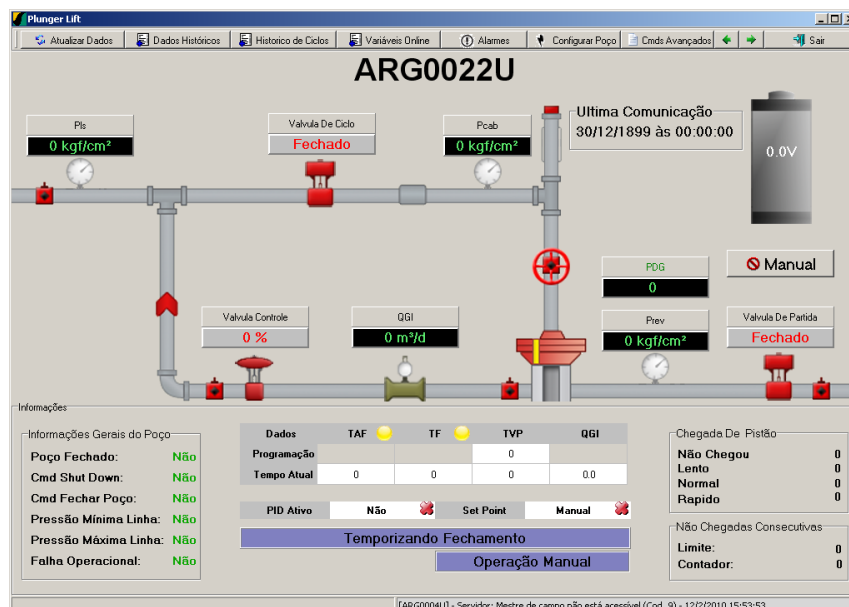 Plunger Lift
Atualizar Dados Dados Históricos Historico de Ciclos Variáveis Online Alarmes Configurar Poço Cmds Avançados Sair
ARG0022U
Pls
0 kgf/cm²
Valvula De Ciclo
Fechado
Pcab
0 kgf/cm²
Ultima Comunicação
30/12/1899 às 00:00:00
0.0V
PDG
0
Manual
Valvula Controle
0 %
QGI
0 m³/d
Prev
0 kgf/cm²
Valvula De Partida
Fechado
Informações
Informações Gerais do Poço
Poço Fechado: Não
Cmd Shut Down: Não
Cmd Fechar Poço: Não
Pressão Mínima Linha: Não
Pressão Máxima Linha: Não
Falha Operacional: Não
Dados TAF TF TVP QGI
Programação 0
Tempo Atual 0 0 0 0.0
PID Ativo Não Set Point Manual
Temporizando Fechamento
Operação Manual
Chegada De Pistão
Não Chegou 0
Lento 0
Normal 0
Rapido 0
Não Chegadas Consecutivas
Limite: 0
Contador: 0
[ARG0004U] - Servidor: Mestre de campo não está acessível (Cod. 9) - 12/2/2010 15:53:53